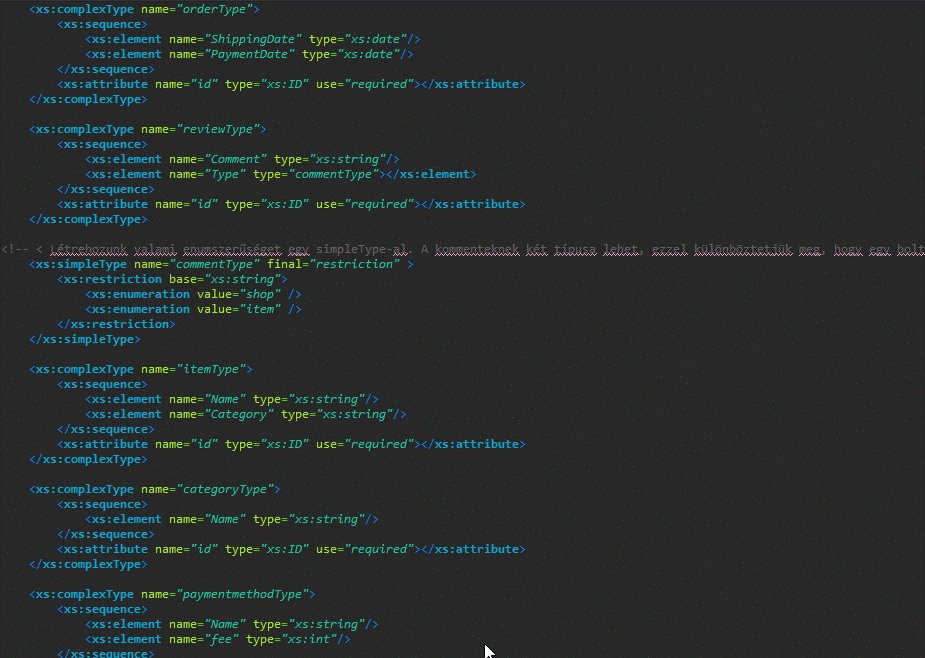 <xs:complexType name="orderType">
<xs:sequence>
<xs:element name="ShippingDate" type="xs:date"/>
<xs:element name="PaymentDate" type="xs:date"/>
</xs:sequence>
<xs:attribute name="id" type="xs:ID" use="required"></xs:attribute>
</xs:complexType>
<xs:complexType name="reviewType">
<xs:sequence>
<xs:element name="Comment" type="xs:string"/>
<xs:element name="Type" type="commentType"></xs:element>
</xs:sequence>
<xs:attribute name="id" type="xs:ID" use="required"></xs:attribute>
</xs:complexType>
<!-- < Létrehozunk valami enumszerűséget egy simpleType-al. A kommenteknek két típusa lehet, ezzel különböztetjük meg, hogy egy bolt
<xs:simpleType name="commentType" final="restriction" >
<xs:restriction base="xs:string">
<xs:enumeration value="shop" />
<xs:enumeration value="item" />
</xs:restriction>
</xs:simpleType>
<xs:complexType name="itemType">
<xs:sequence>
<xs:element name="Name" type="xs:string"/>
<xs:element name="Category" type="xs:string"/>
</xs:sequence>
<xs:attribute name="id" type="xs:ID" use="required"></xs:attribute>
</xs:complexType>
<xs:complexType name="categoryType">
<xs:sequence>
<xs:element name="Name" type="xs:string"/>
</xs:sequence>
<xs:attribute name="id" type="xs:ID" use="required"></xs:attribute>
</xs:complexType>
<xs:complexType name="paymentmethodType">
<xs:sequence>
<xs:element name="Name" type="xs:string"/>
<xs:element name="fee" type="xs:int"/>
</xs:sequence>